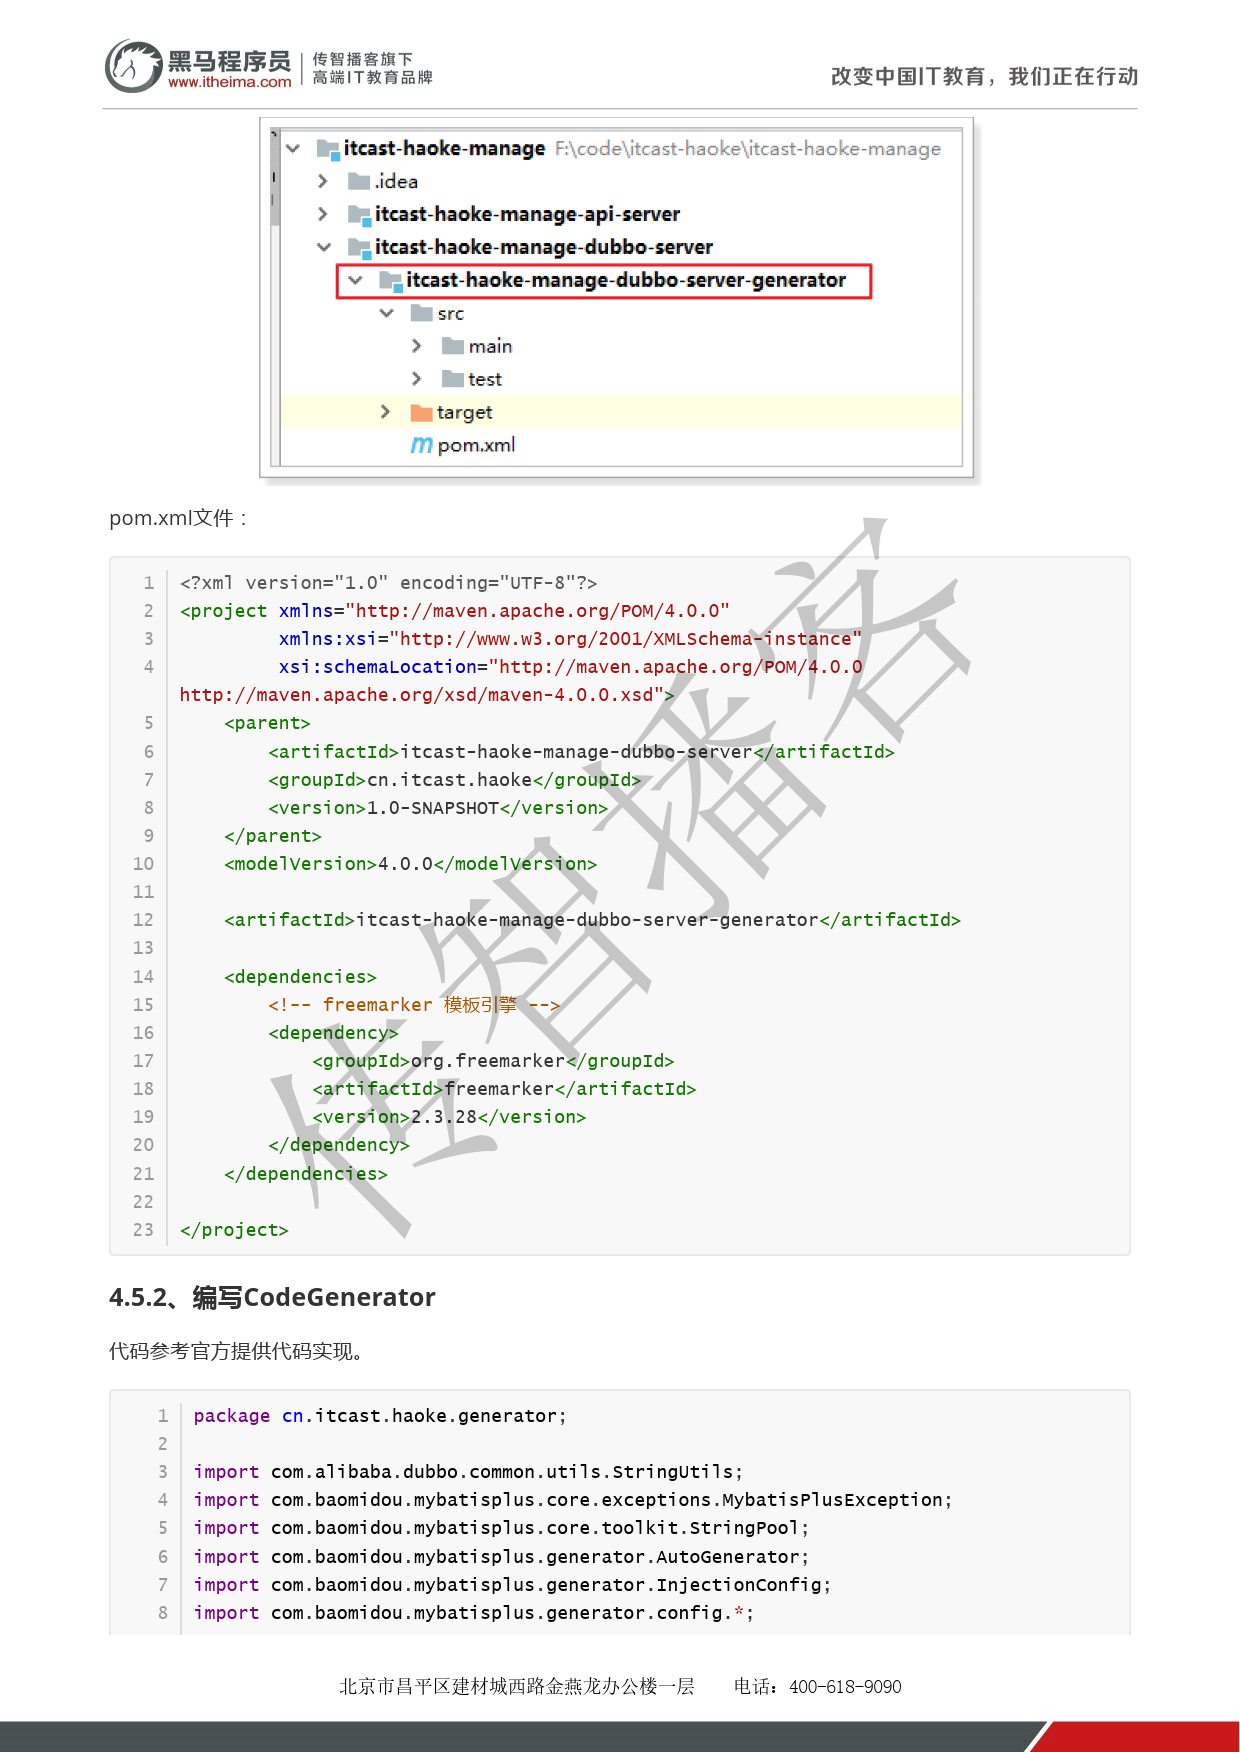 黑马程序员
www.itheima.com
传智播客旗下
高端IT教育品牌
改变中国IT教育，我们正在行动
itcast-haoke-manage F:\code\itcast-haoke\itcast-haoke-manage
.idea
itcast-haoke-manage-api-server
itcast-haoke-manage-dubbo-server
itcast-haoke-manage-dubbo-server-generator
src
main
test
target
pom.xml
pom.xml文件：
1 <?xml version="1.0" encoding="UTF-8"?>
2 <project xmlns="http://maven.apache.org/POM/4.0.0"
3          xmlns:xsi="http://www.w3.org/2001/XMLSchema-instance"
4          xsi:schemaLocation="http://maven.apache.org/POM/4.0.0
http://maven.apache.org/xsd/maven-4.0.0.xsd">
5     <parent>
6         <artifactId>itcast-haoke-manage-dubbo-server</artifactId>
7         <groupId>cn.itcast.haoke</groupId>
8         <version>1.0-SNAPSHOT</version>
9     </parent>
10     <modelVersion>4.0.0</modelVersion>
11
12     <artifactId>itcast-haoke-manage-dubbo-server-generator</artifactId>
13
14     <dependencies>
15         <!-- freemarker 模板引擎 -->
16         <dependency>
17             <groupId>org.freemarker</groupId>
18             <artifactId>freemarker</artifactId>
19             <version>2.3.28</version>
20         </dependency>
21     </dependencies>
22
23 </project>
传智播客
4.5.2、编写CodeGenerator
代码参考官方提供代码实现。
1 package cn.itcast.haoke.generator;
2
3 import com.alibaba.dubbo.common.utils.StringUtils;
4 import com.baomidou.mybatisplus.core.exceptions.MybatisPlusException;
5 import com.baomidou.mybatisplus.core.toolkit.StringPool;
6 import com.baomidou.mybatisplus.generator.AutoGenerator;
7 import com.baomidou.mybatisplus.generator.InjectionConfig;
8 import com.baomidou.mybatisplus.generator.config.*;
北京市昌平区建材城西路金燕龙办公楼一层 电话：400-618-9090